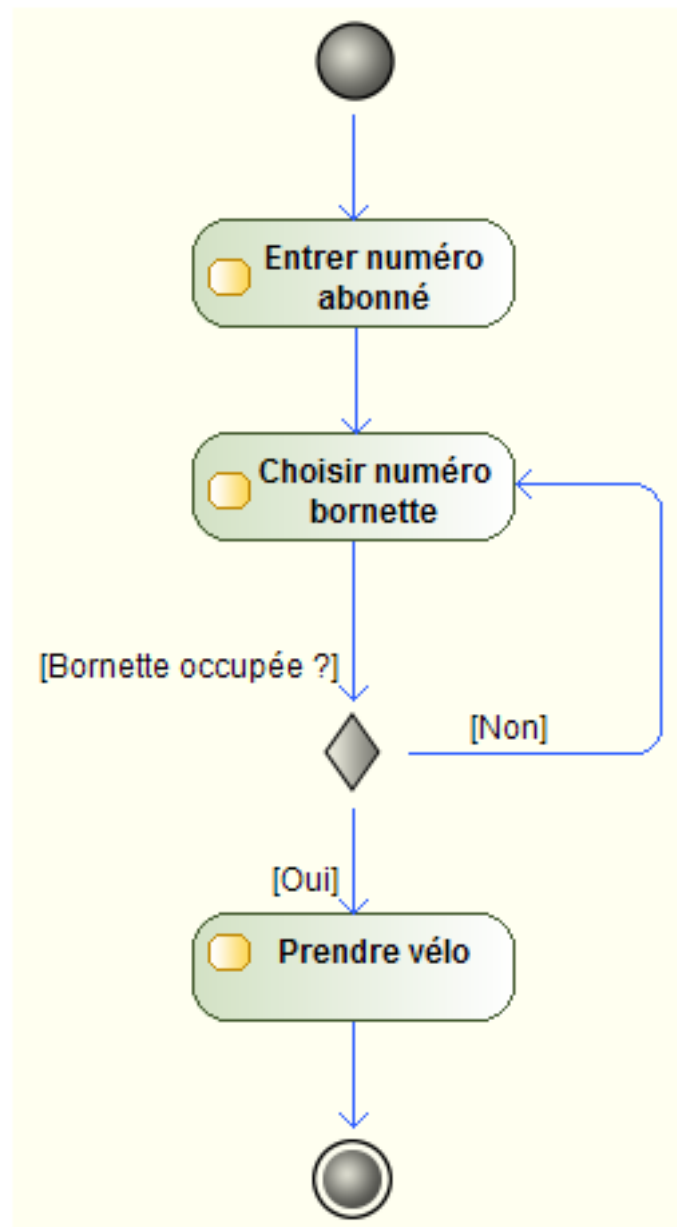 Entrer numéro
abonné
Choisir numéro
bornette
[Bornette occupée ?]
[Non]
[Oui]
Prendre vélo